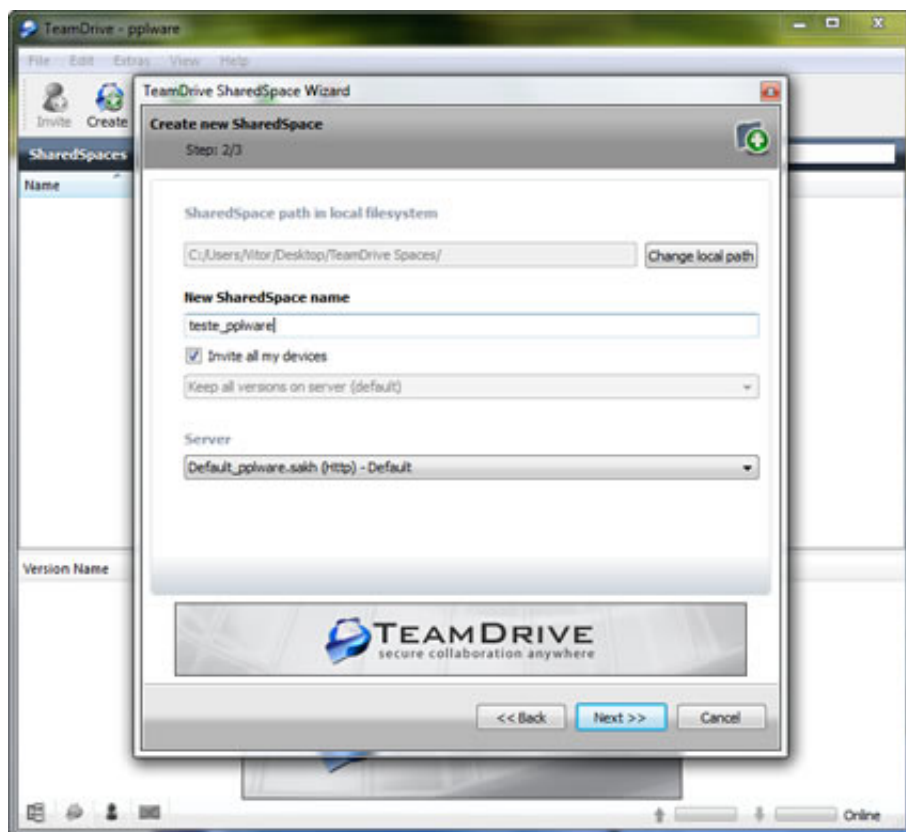 TeamDrive - pplware
File Edit Extras View Help
Invite Create
TeamDrive SharedSpace Wizard
Create new SharedSpace
Step: 2/3
SharedSpaces
Name
SharedSpace path in local filesystem
C:/Users/Vitor/Desktop/TeamDrive Spaces/
Change local path
New SharedSpace name
teste_pplware
Invite all my devices
Keep all versions on server (default)
Server
Default_pplware.sakh (Http) - Default
Version Name
TEAMDRIVE
secure collaboration anywhere
<< Back Next >> Cancel
Online